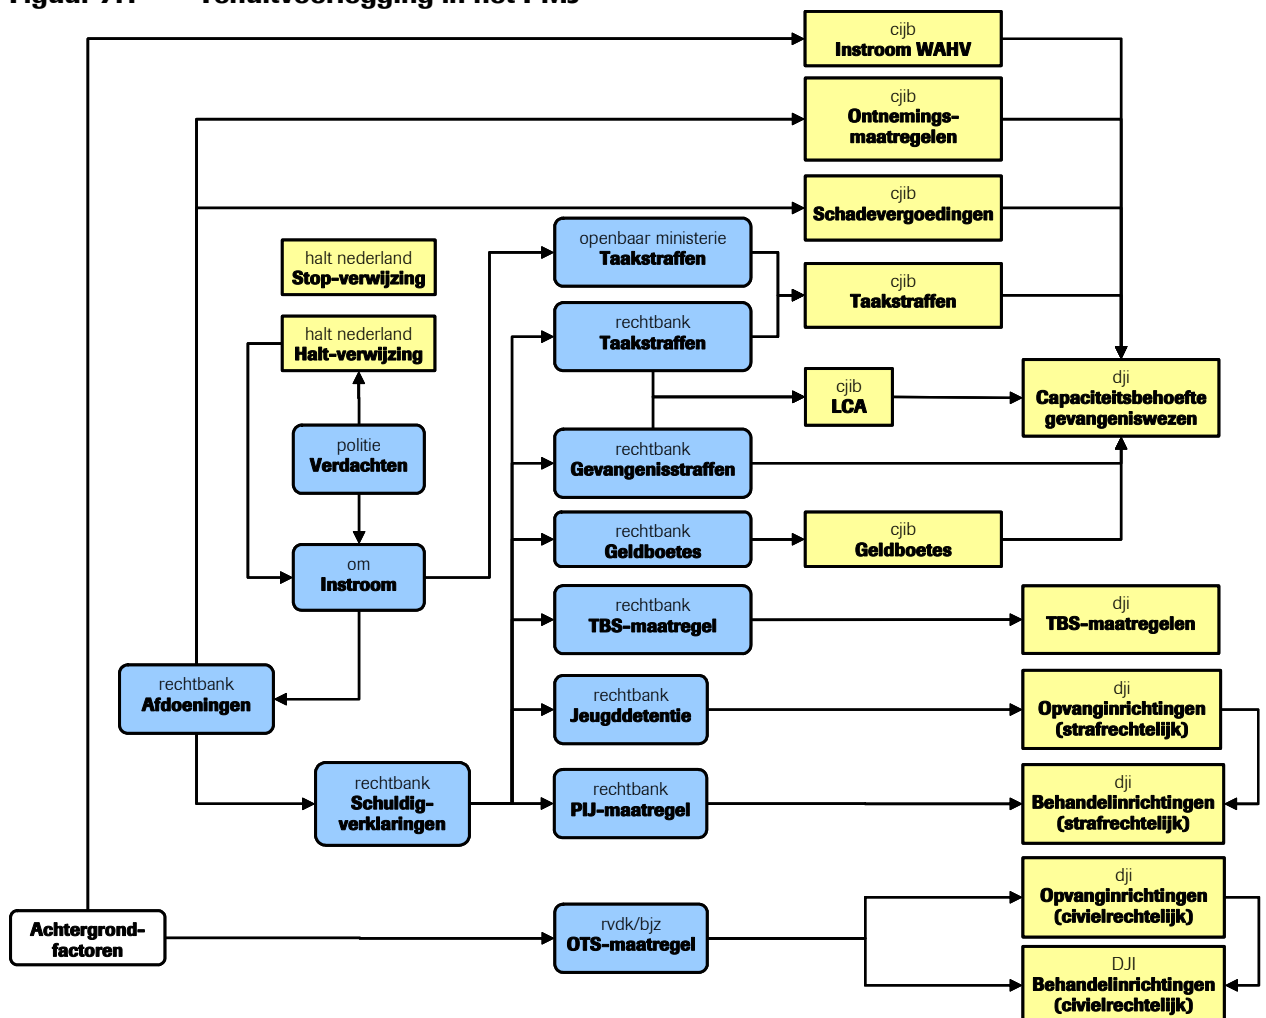 cijb
Instroom WAHV
cjib
Ontnemings-
maatregelen
cjib
Schadevergoedingen
openbaar ministerie
Taakstraffen
halt nederland
Stop-verwijzing
cjib
Taakstraffen
rechtbank
Taakstraffen
halt nederland
Halt-verwijzing
cjib
LCA
dji
Capaciteitsbehoefte
gevangeniswezen
politie
Verdachten
rechtbank
Gevangenisstraffen
rechtbank
Geldboetes
cjib
Geldboetes
om
Instroom
rechtbank
TBS-maatregel
dji
TBS-maatregelen
rechtbank
Afdoeningen
rechtbank
Jeugddetentie
dji
Opvanginrichtingen
(strafrechtelijk)
rechtbank
Schuldig-
verklaringen
rechtbank
PIJ-maatregel
dji
Behandelinrichtingen
(strafrechtelijk)
dji
Opvanginrichtingen
(civielrechtelijk)
Achtergrond-
factoren
rvdk/bjz
OTS-maatregel
DJI
Behandelinrichtingen
(civielrechtelijk)